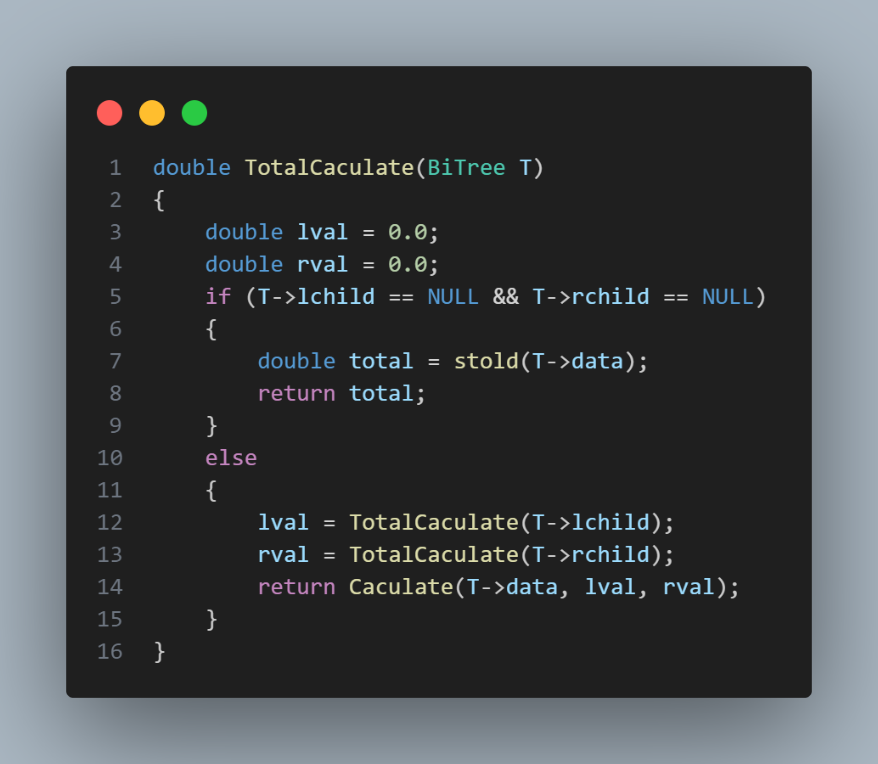 1 double TotalCaculate(BiTree T)
2 {
3     double lval = 0.0;
4     double rval = 0.0;
5     if (T->lchild == NULL && T->rchild == NULL)
6     {
7         double total = stold(T->data);
8         return total;
9     }
10     else
11     {
12         lval = TotalCaculate(T->lchild);
13         rval = TotalCaculate(T->rchild);
14         return Caculate(T->data, lval, rval);
15     }
16 }